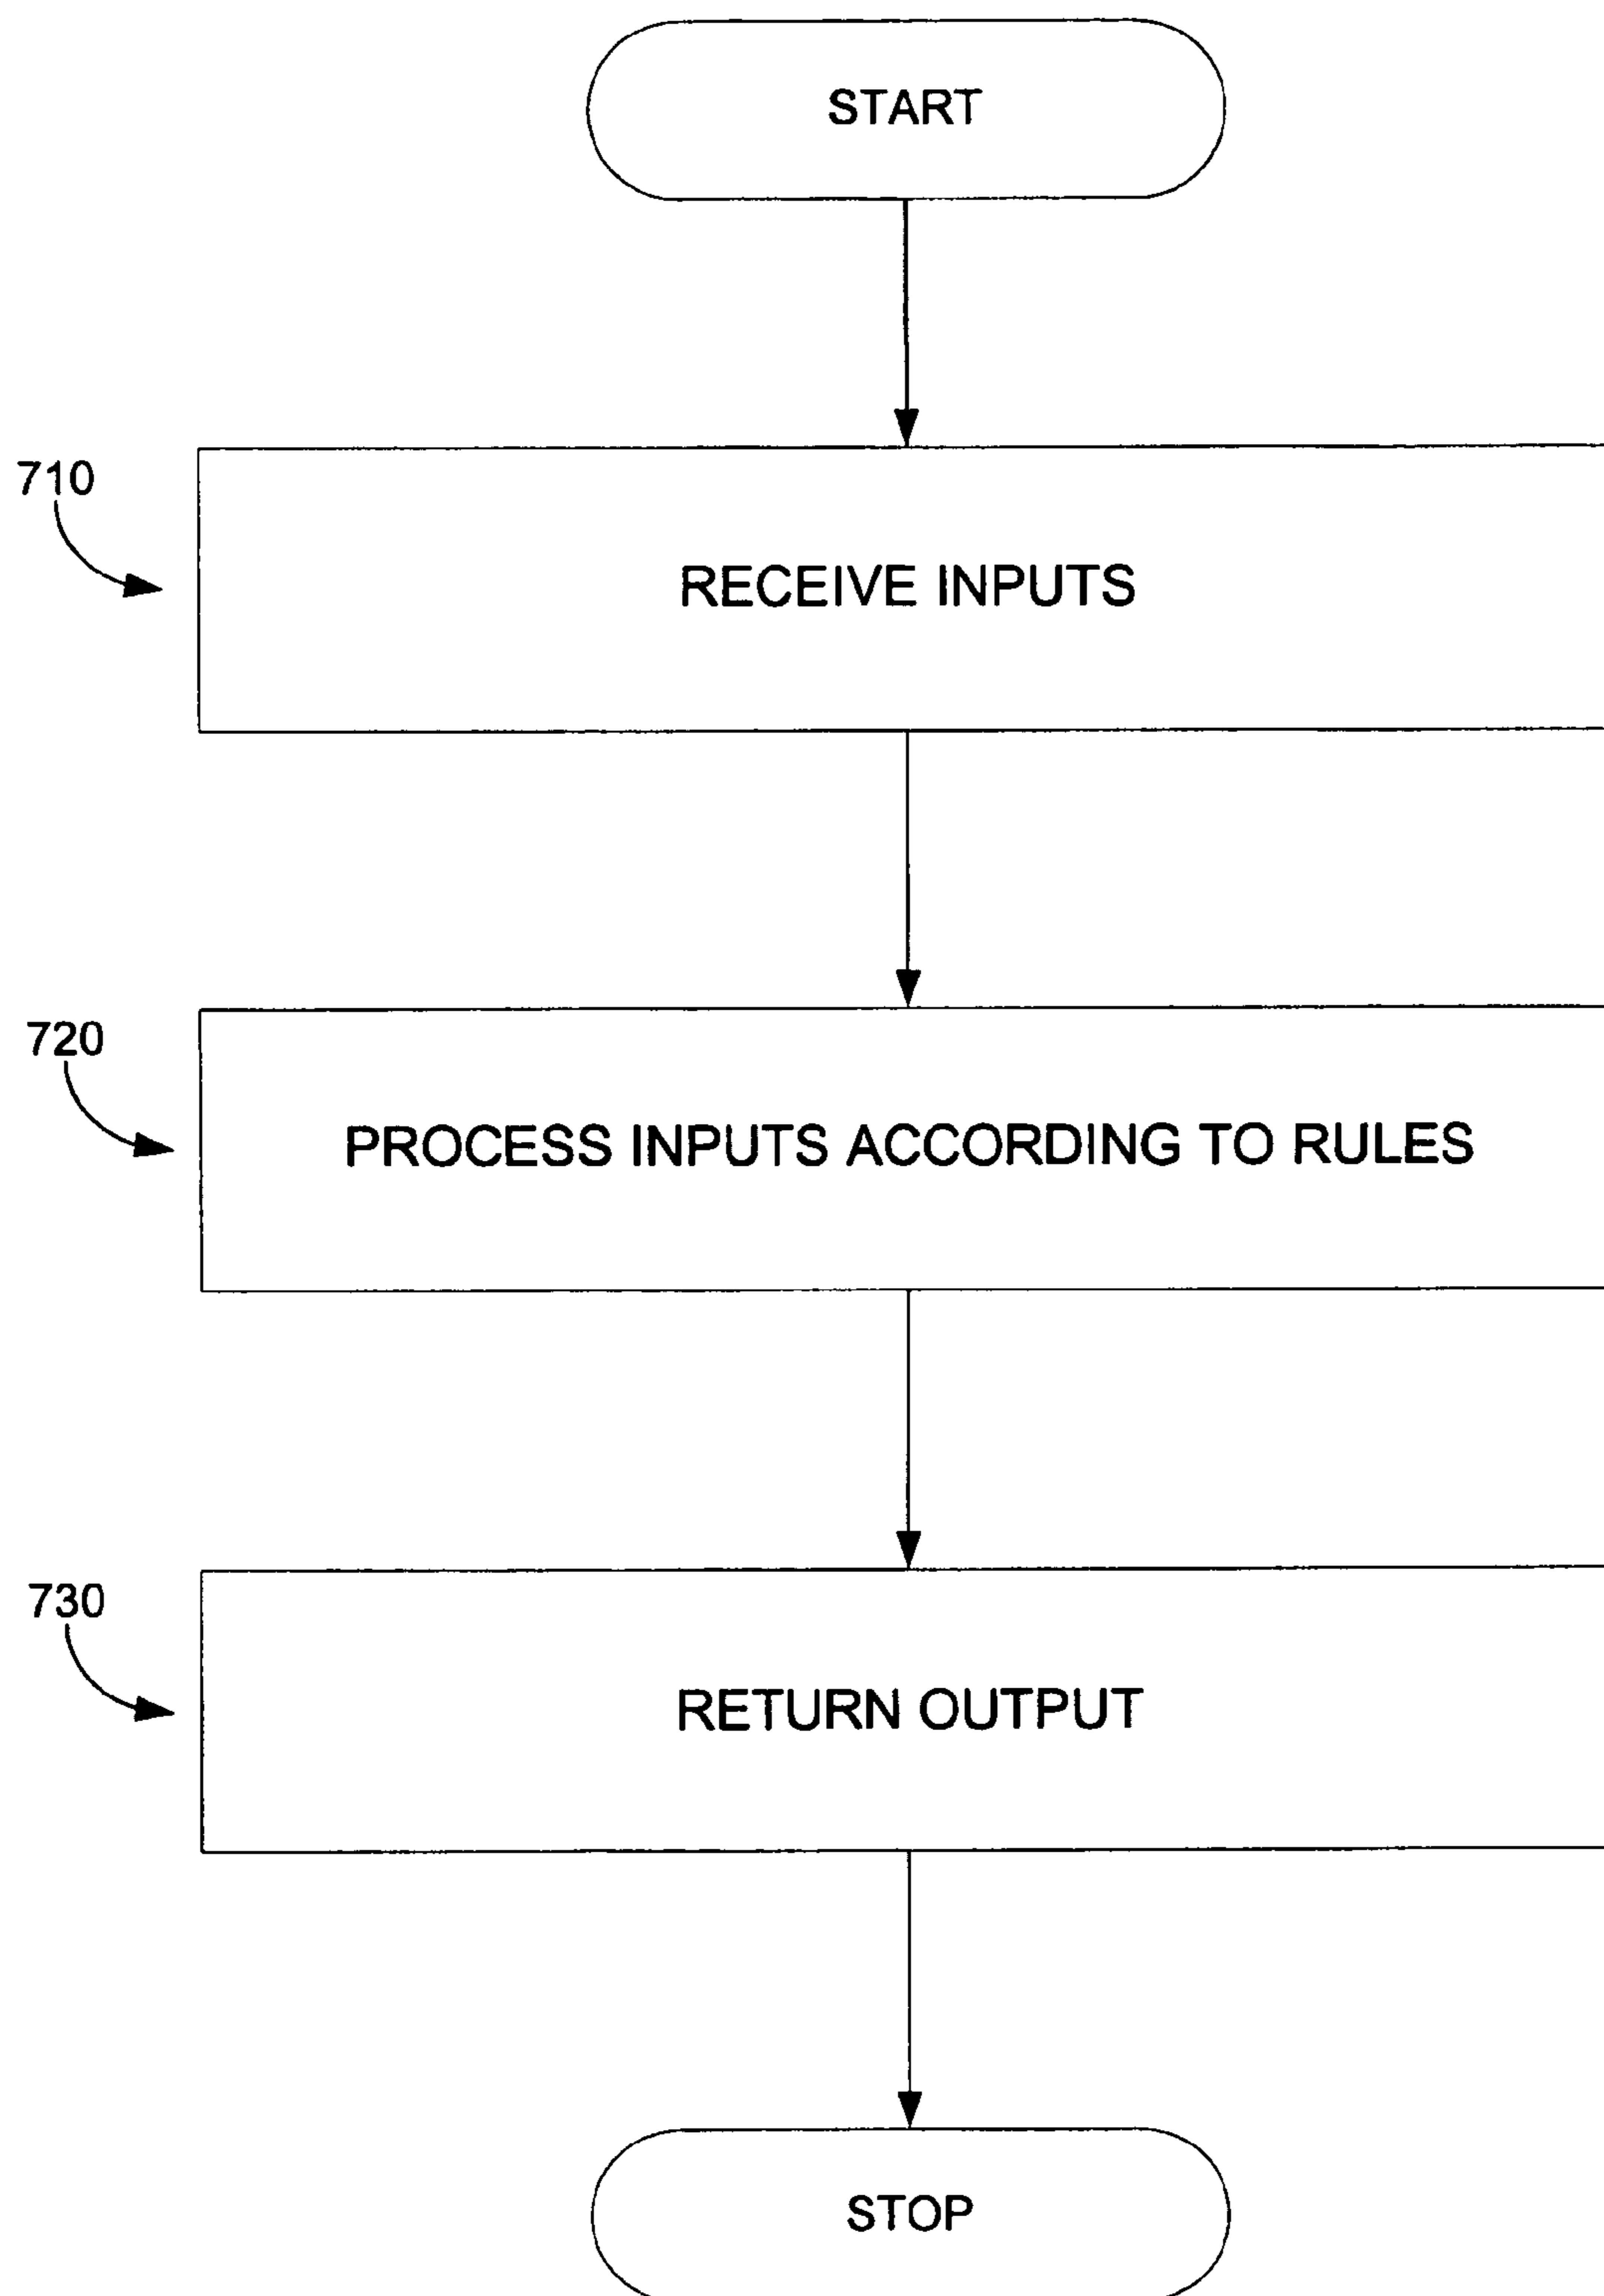 START
710
RECEIVE INPUTS
720
PROCESS INPUTS ACCORDING TO RULES
730
RETURN OUTPUT
STOP